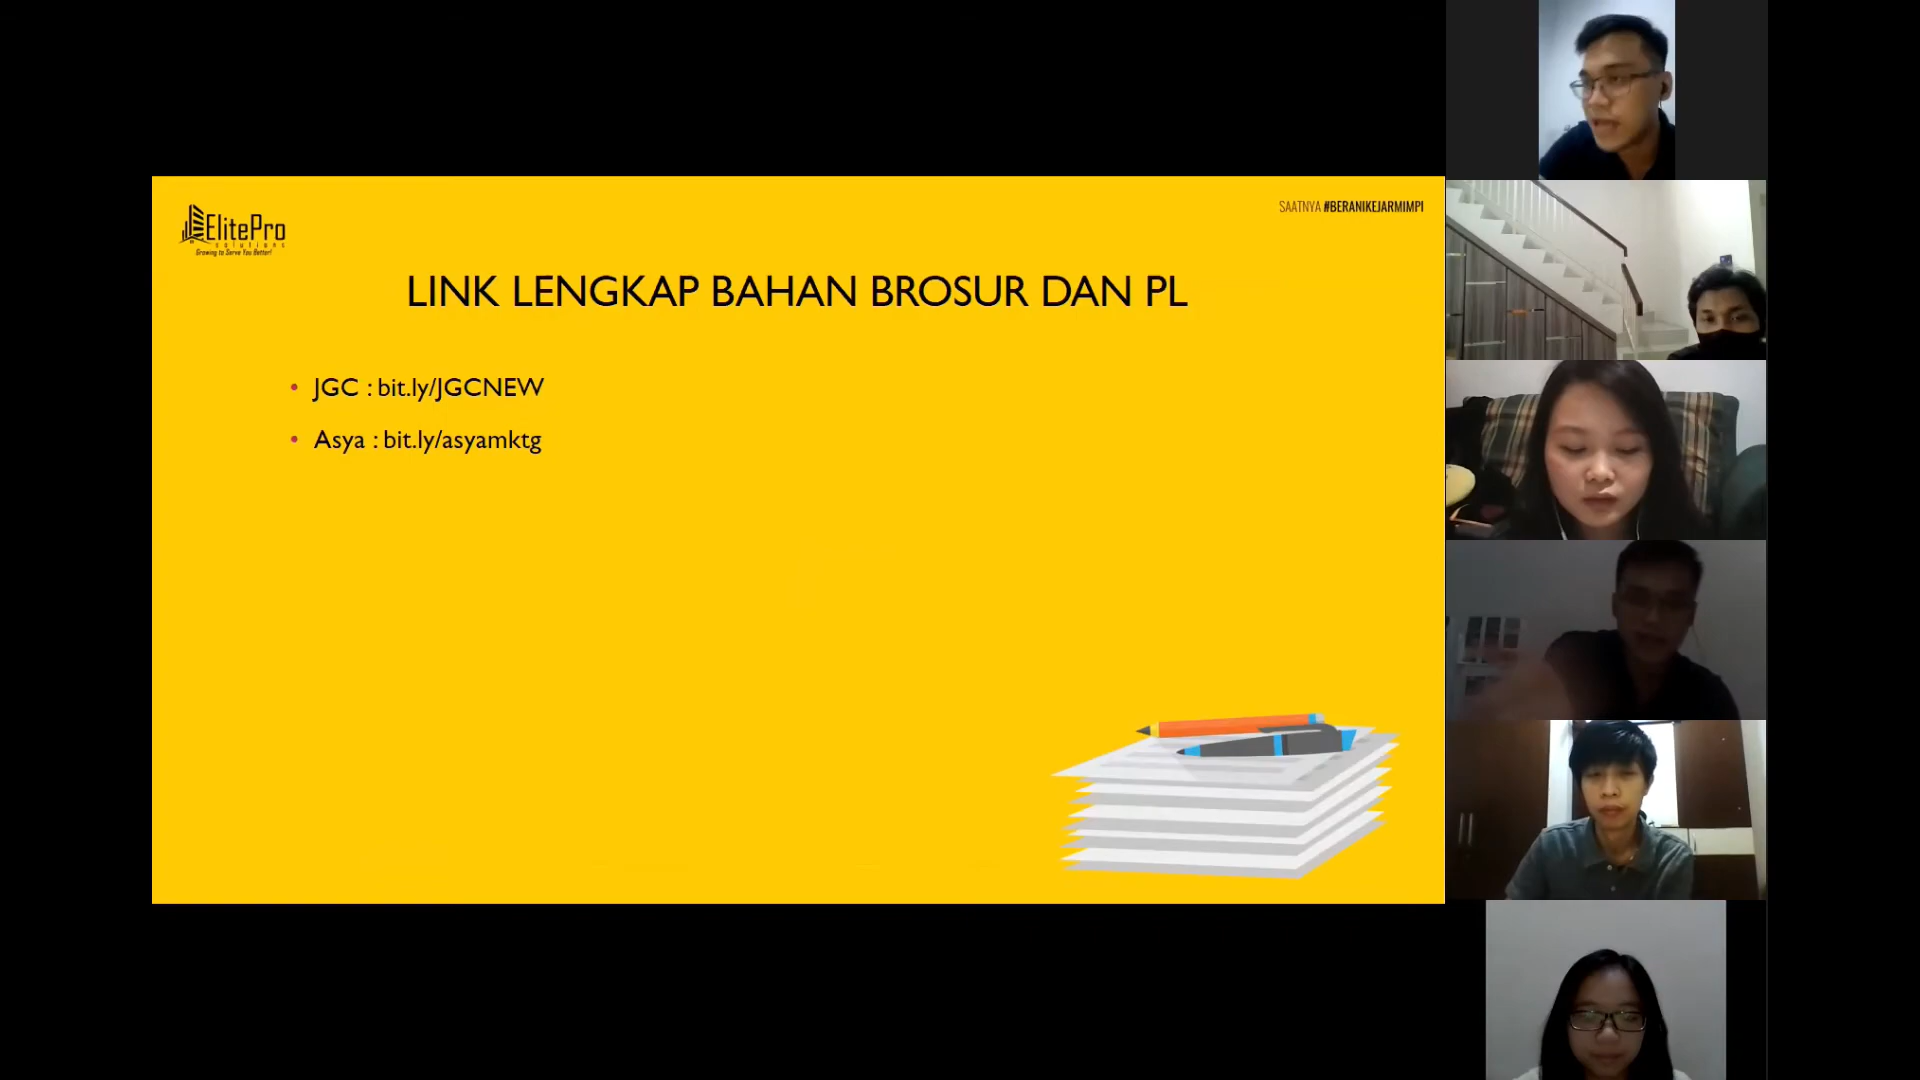 ElitePro
solutions
Growing to Serve You Better!
SAATNYA #BERANIKEJARMIMPI
LINK LENGKAP BAHAN BROSUR DAN PL
• JGC : bit.ly/JGCNEW
• Asya : bit.ly/asyamktg